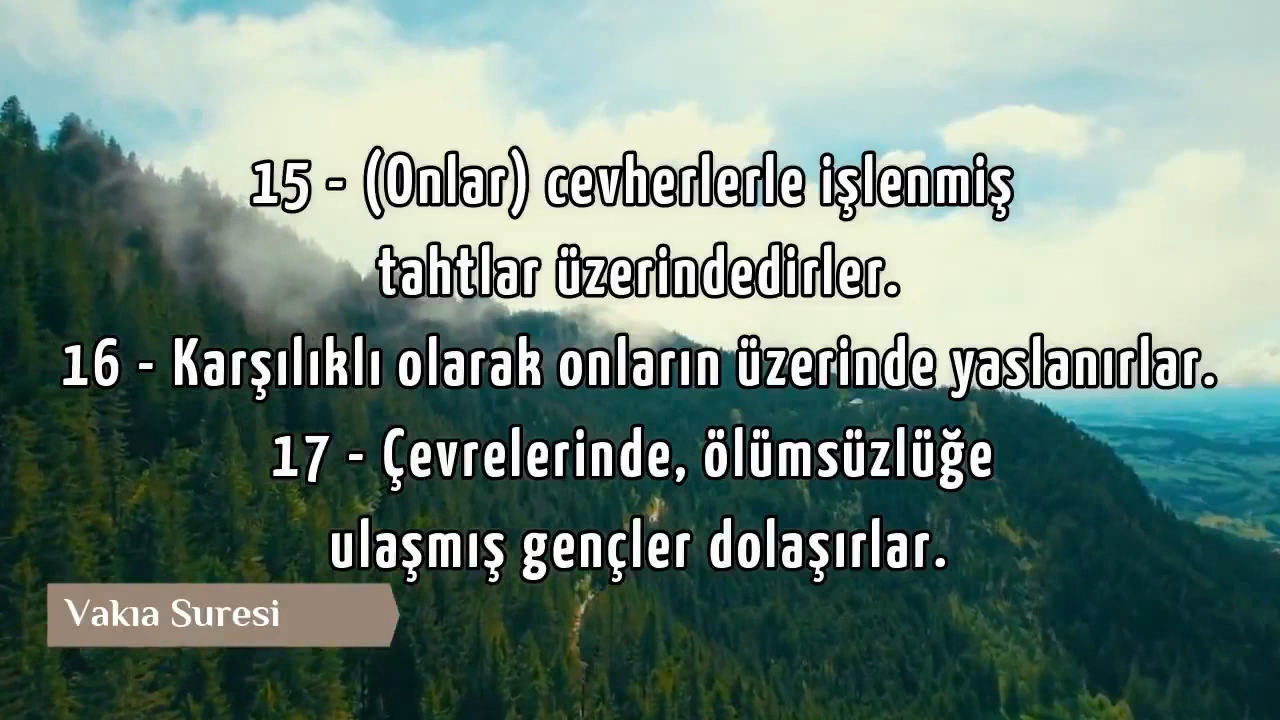 15 - (Onlar) cevherlerle işlenmiş
tahtlar üzerindedirler.
16 - Karşılıklı olarak onların üzerinde yaslanırlar.
17 - Çevrelerinde, ölümsüzlüğe
ulaşmış gençler dolaşırlar.
Vakıa Suresi